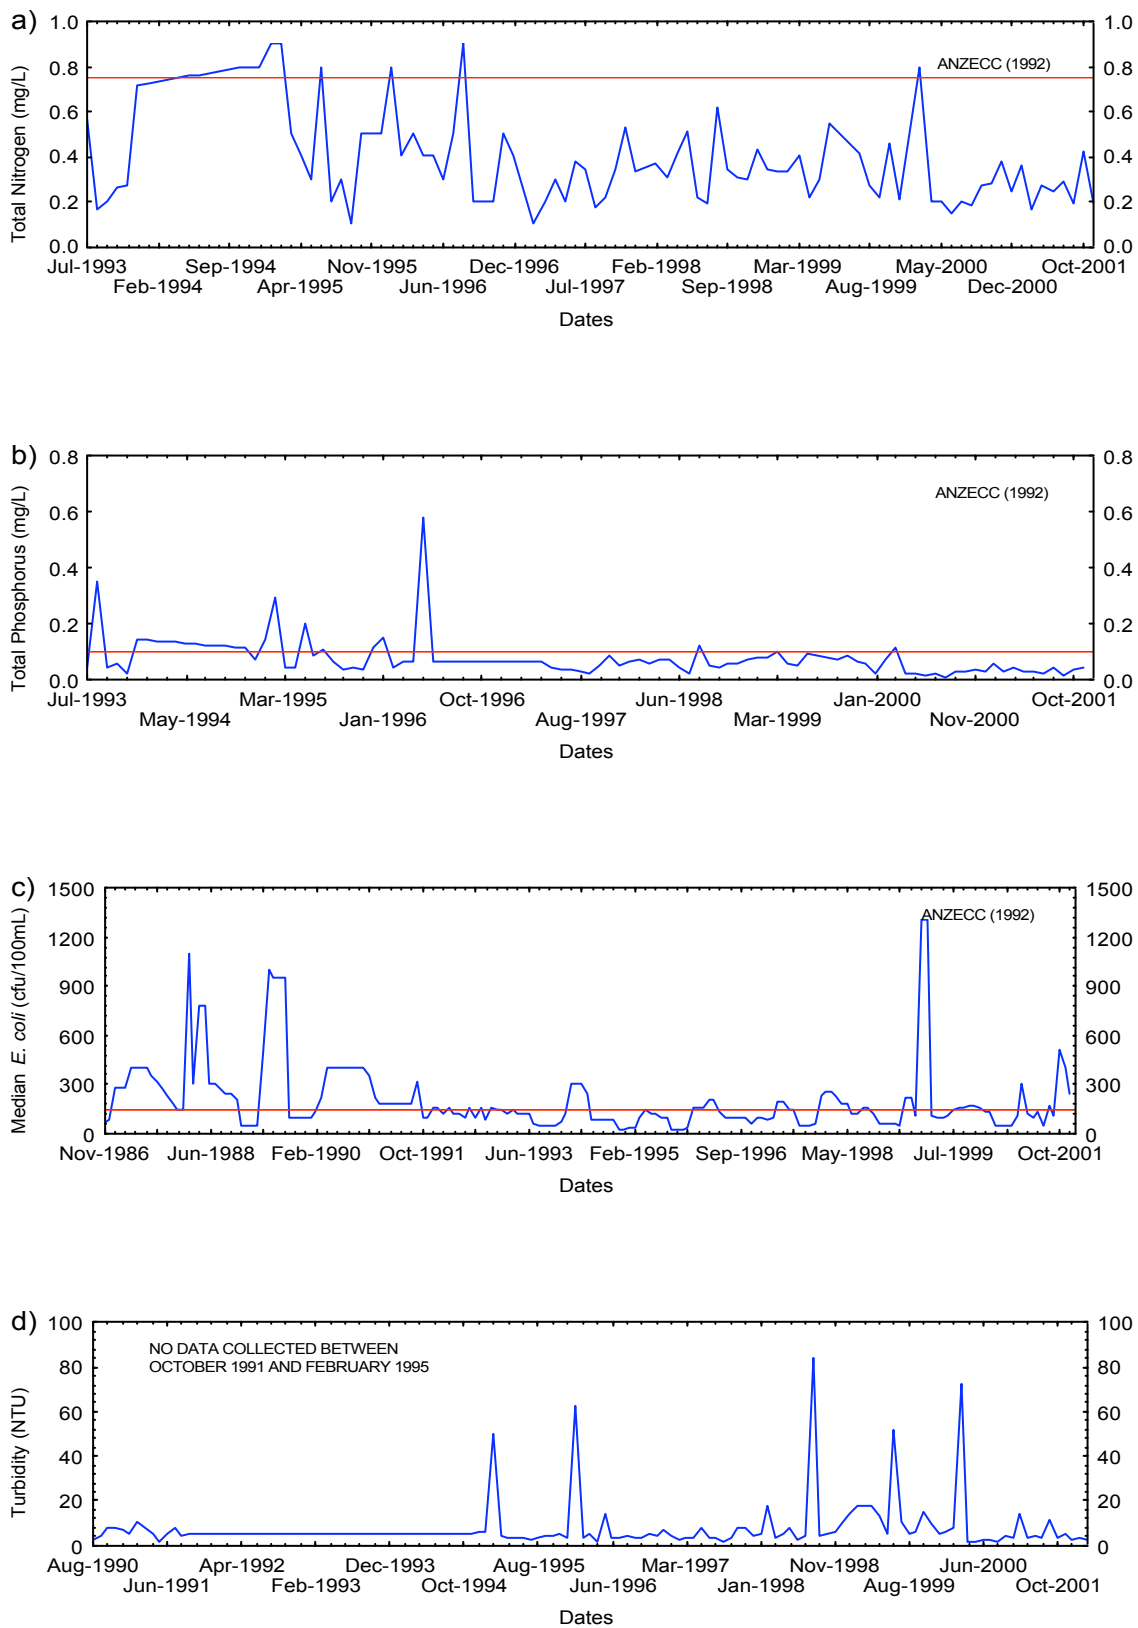 a)
Total Nitrogen (mg/L)
1.0 0.8 0.6 0.4 0.2 0.0
ANZECC (1992)
1.0 0.8 0.6 0.4 0.2 0.0
Jul-1993 Sep-1994 Nov-1995 Dec-1996 Feb-1998 Mar-1999 May-2000 Oct-2001
Feb-1994 Apr-1995 Jun-1996 Jul-1997 Sep-1998 Aug-1999 Dec-2000
Dates
b)
Total Phosphorus (mg/L)
0.8 0.6 0.4 0.2 0.0
ANZECC (1992)
0.8 0.6 0.4 0.2 0.0
Jul-1993 Mar-1995 Oct-1996 Jun-1998 Jan-2000 Oct-2001
May-1994 Jan-1996 Aug-1997 Mar-1999 Nov-2000
Dates
c)
Median E. coli (cfu/100mL)
1500 1200 900 600 300 0
ANZECC (1992)
1500 1200 900 600 300 0
Nov-1986 Jun-1988 Feb-1990 Oct-1991 Jun-1993 Feb-1995 Sep-1996 May-1998 Jul-1999 Oct-2001
Dates
d)
Turbidity (NTU)
100 80 60 40 20 0
NO DATA COLLECTED BETWEEN
OCTOBER 1991 AND FEBRUARY 1995
100 80 60 40 20 0
Aug-1990 Apr-1992 Dec-1993 Aug-1995 Mar-1997 Nov-1998 Jun-2000
Jun-1991 Feb-1993 Oct-1994 Jun-1996 Jan-1998 Aug-1999 Oct-2001
Dates